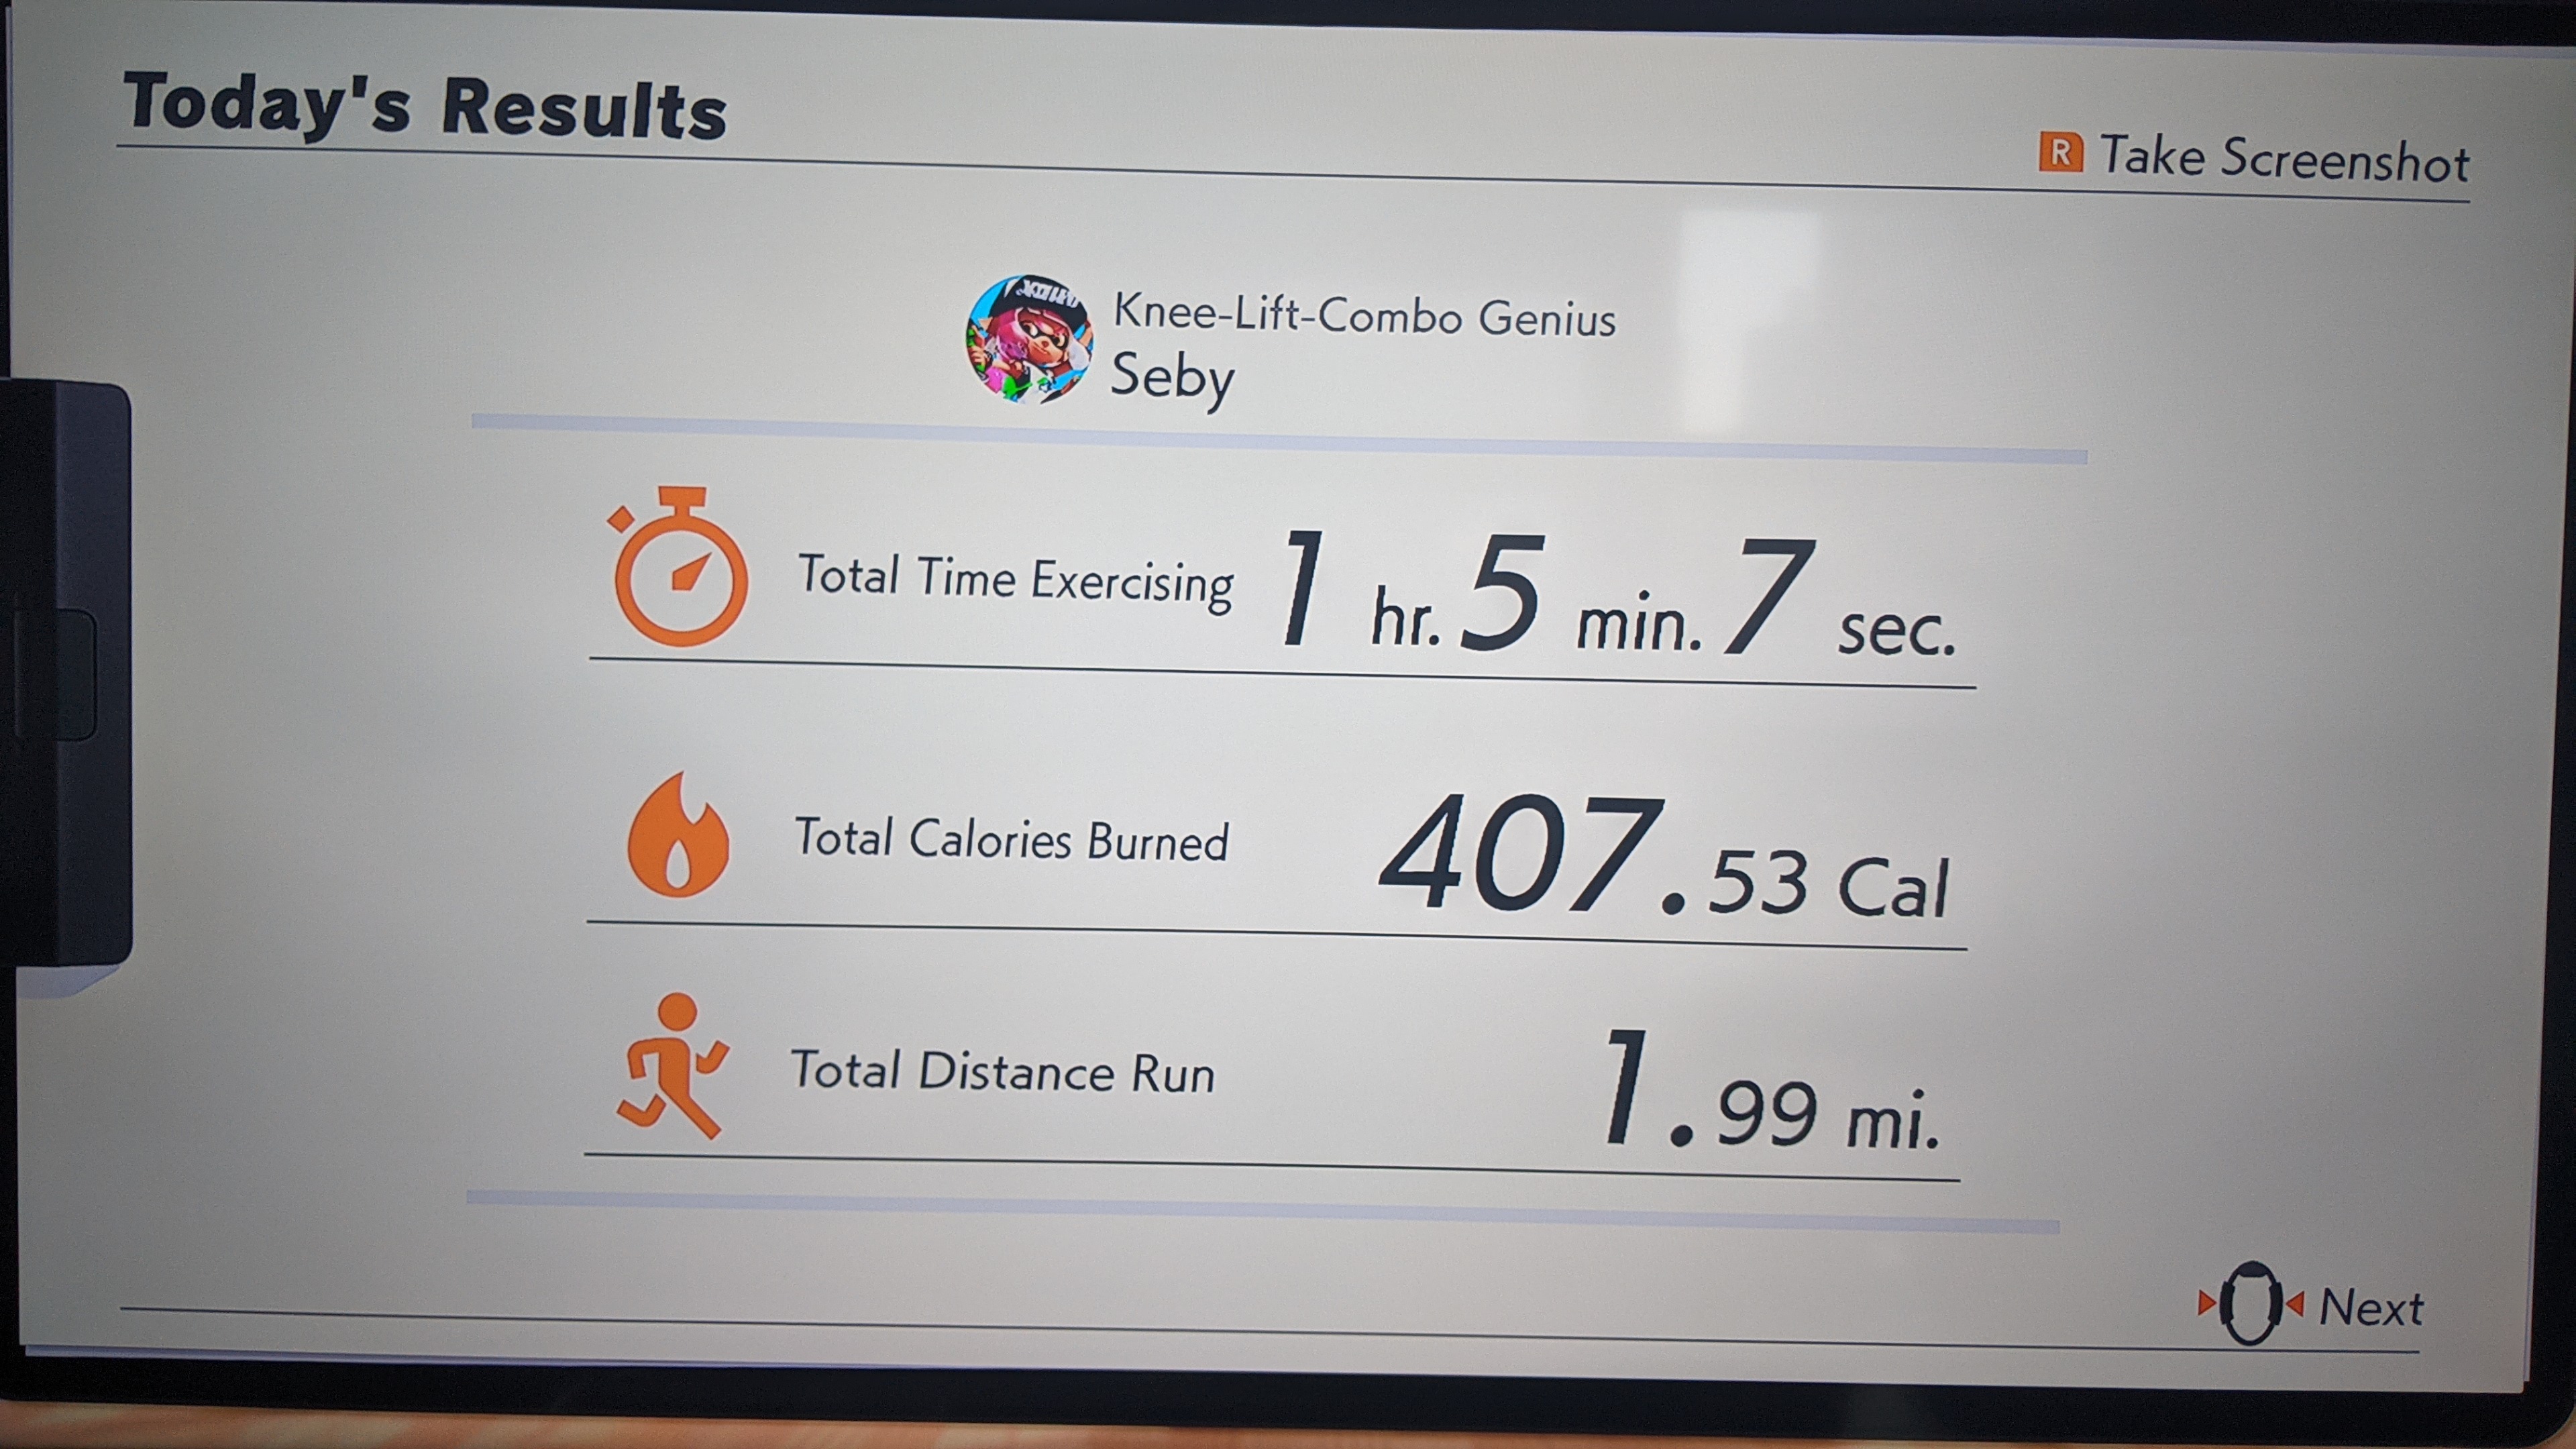 Today's Results
R Take Screenshot
Knee-Lift-Combo Genius
Seby
Total Time Exercising 1 hr. 5 min. 7 sec.
Total Calories Burned 407.53 Cal
Total Distance Run 1.99 mi.
Next